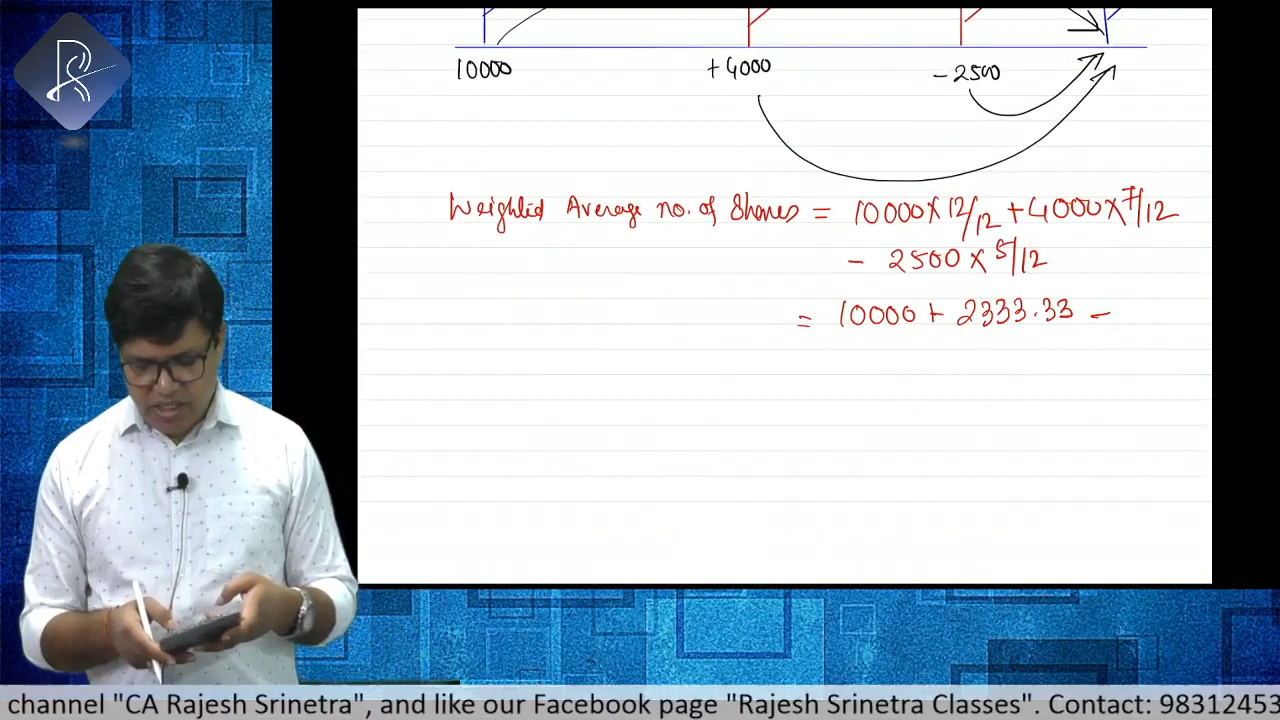 RS
10000 +4000 -2500
Weighted Average no. of Shares = 10000 X 12/12 + 4000 X 7/12
- 2500 X 5/12
= 10000 + 2333.33 -
channel "CA Rajesh Srinetra", and like our Facebook page "Rajesh Srinetra Classes". Contact: 98312453